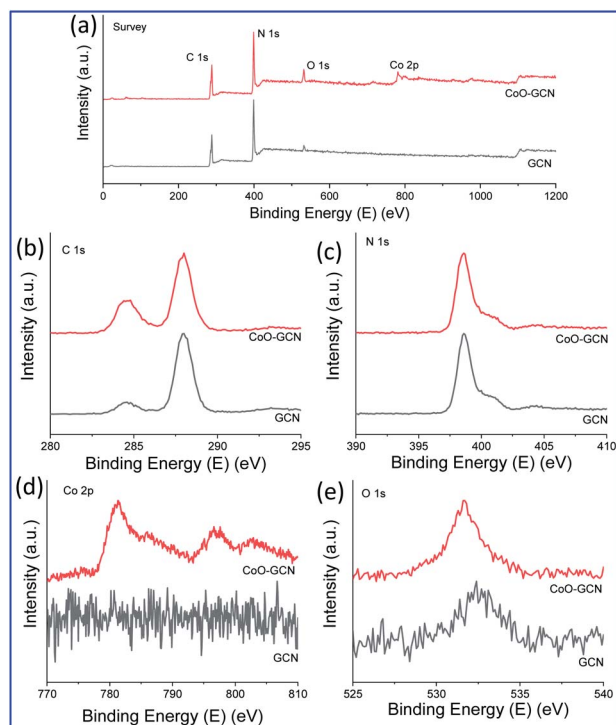 (a)
Survey
C 1s
N 1s
O 1s
Co 2p
CoO-GCN
GCN
Intensity (a.u.)
0 200 400 600 800 1000 1200
Binding Energy (E) (eV)
(b)
C 1s
CoO-GCN
GCN
Intensity (a.u.)
280 285 290 295
Binding Energy (E) (eV)
(c)
N 1s
CoO-GCN
GCN
Intensity (a.u.)
390 395 400 405 410
Binding Energy (E) (eV)
(d)
Co 2p
CoO-GCN
GCN
Intensity (a.u.)
770 780 790 800 810
Binding Energy (E) (eV)
(e)
O 1s
CoO-GCN
GCN
Intensity (a.u.)
525 530 535 540
Binding Energy (E) (eV)